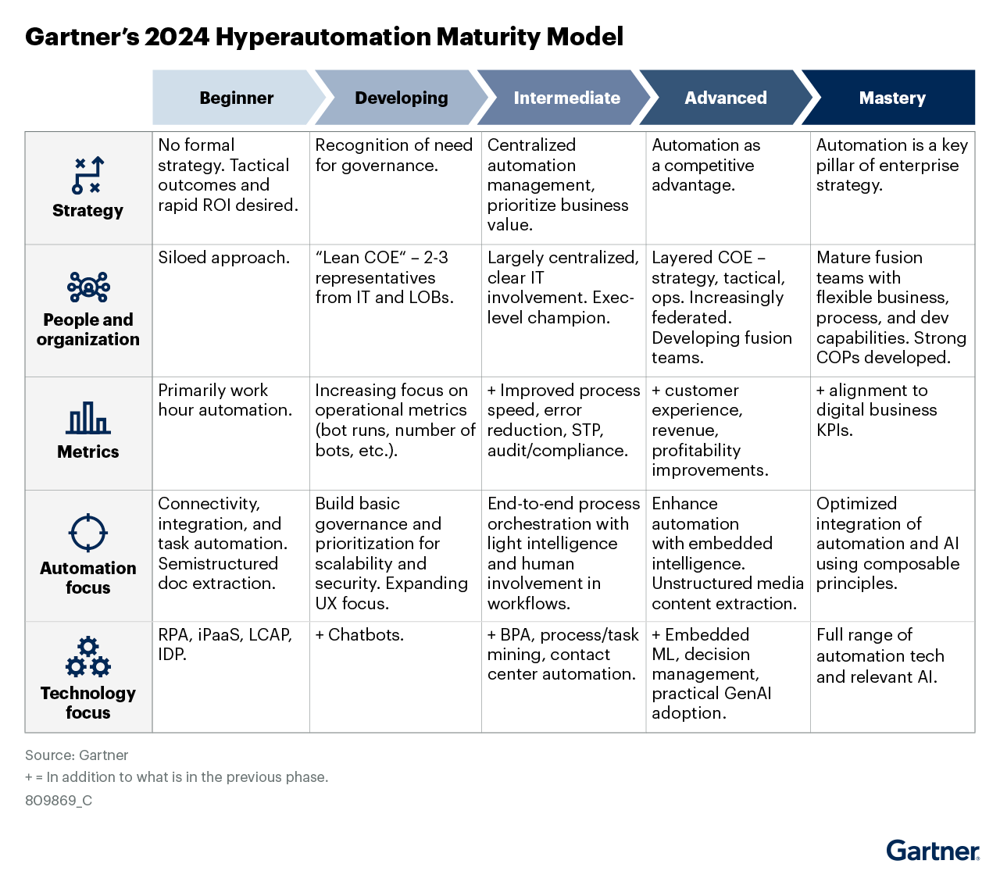 Gartner’s 2024 Hyperautomation Maturity Model
Beginner
Developing
Intermediate
Advanced
Mastery
Strategy
No formal
strategy. Tactical
outcomes and
rapid ROI desired.
Recognition of need
for governance.
Centralized
automation
management,
prioritize business
value.
Automation as
a competitive
advantage.
Automation is a key
pillar of enterprise
strategy.
People and
organization
Siloed approach.
“Lean COE“ – 2-3
representatives
from IT and LOBs.
Largely centralized,
clear IT
involvement. Exec-
level champion.
Layered COE –
strategy, tactical,
ops. Increasingly
federated.
Developing fusion
teams.
Mature fusion
teams with
flexible business,
process, and dev
capabilities. Strong
COPs developed.
Metrics
Primarily work
hour automation.
Increasing focus on
operational metrics
(bot runs, number of
bots, etc.).
+ Improved process
speed, error
reduction, STP,
audit/compliance.
+ customer
experience,
revenue,
profitability
improvements.
+ alignment to
digital business
KPIs.
Automation
focus
Connectivity,
integration, and
task automation.
Semistructured
doc extraction.
Build basic
governance and
prioritization for
scalability and
security. Expanding
UX focus.
End-to-end process
orchestration with
light intelligence
and human
involvement in
workflows.
Enhance
automation
with embedded
intelligence.
Unstructured media
content extraction.
Optimized
integration of
automation and AI
using composable
principles.
Technology
focus
RPA, iPaaS, LCAP,
IDP.
+ Chatbots.
+ BPA, process/task
mining, contact
center automation.
+ Embedded
ML, decision
management,
practical GenAI
adoption.
Full range of
automation tech
and relevant AI.
Source: Gartner
+ = In addition to what is in the previous phase.
809869_C
Gartner®